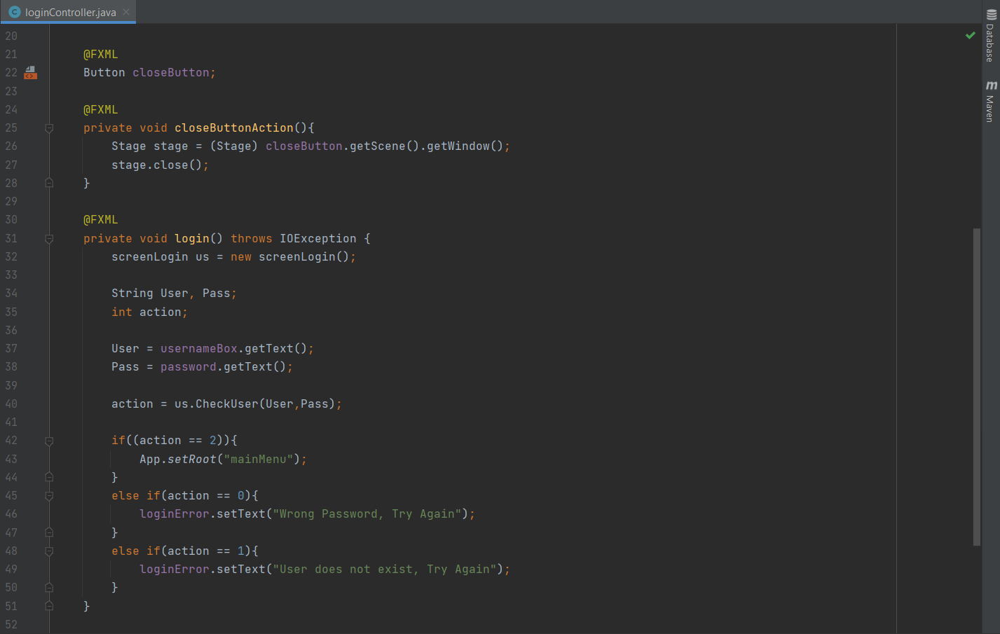 loginController.java
20
21 @FXML
22 Button closeButton;
23
24 @FXML
25 private void closeButtonAction(){
26 Stage stage = (Stage) closeButton.getScene().getWindow();
27 stage.close();
28 }
29
30 @FXML
31 private void login() throws IOException {
32 screenLogin us = new screenLogin();
33
34 String User, Pass;
35 int action;
36
37 User = usernameBox.getText();
38 Pass = password.getText();
39
40 action = us.CheckUser(User,Pass);
41
42 if((action == 2)){
43 App.setRoot("mainMenu");
44 }
45 else if(action == 0){
46 loginError.setText("Wrong Password, Try Again");
47 }
48 else if(action == 1){
49 loginError.setText("User does not exist, Try Again");
50 }
51 }
52
Database
m
Maven